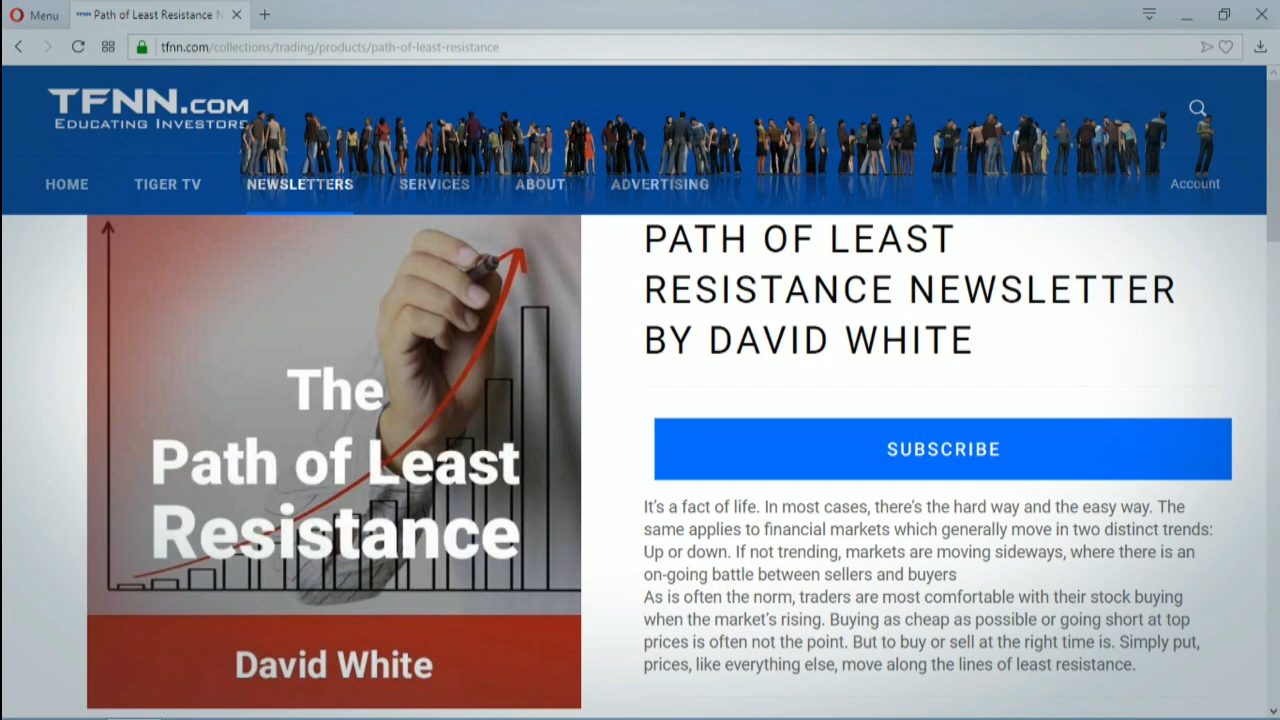 Menu
Path of Least Resistance N
tfnn.com/collections/trading/products/path-of-least-resistance
TFNN.COM
EDUCATING INVESTORS
HOME
TIGER TV
NEWSLETTERS
SERVICES
ABOUT
ADVERTISING
Account
The
Path of Least
Resistance
David White
PATH OF LEAST
RESISTANCE NEWSLETTER
BY DAVID WHITE
SUBSCRIBE
It's a fact of life. In most cases, there's the hard way and the easy way. The
same applies to financial markets which generally move in two distinct trends:
Up or down. If not trending, markets are moving sideways, where there is an
on-going battle between sellers and buyers
As is often the norm, traders are most comfortable with their stock buying
when the market's rising. Buying as cheap as possible or going short at top
prices is often not the point. But to buy or sell at the right time is. Simply put,
prices, like everything else, move along the lines of least resistance.